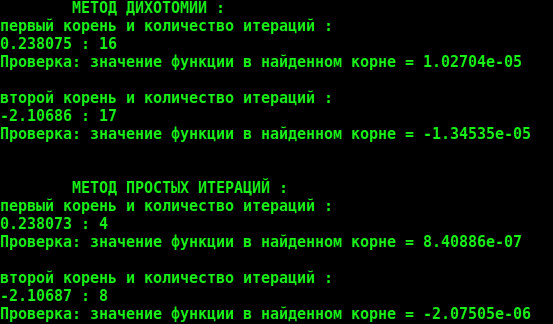 МЕТОД ДИХОТОМИИ :
первый корень и количество итераций :
0.238075 : 16
Проверка: значение функции в найденном корне = 1.02704e-05
второй корень и количество итераций :
-2.10686 : 17
Проверка: значение функции в найденном корне = -1.34535e-05
МЕТОД ПРОСТЫХ ИТЕРАЦИЙ :
первый корень и количество итераций :
0.238073 : 4
Проверка: значение функции в найденном корне = 8.40886e-07
второй корень и количество итераций :
-2.10687 : 8
Проверка: значение функции в найденном корне = -2.07505e-06